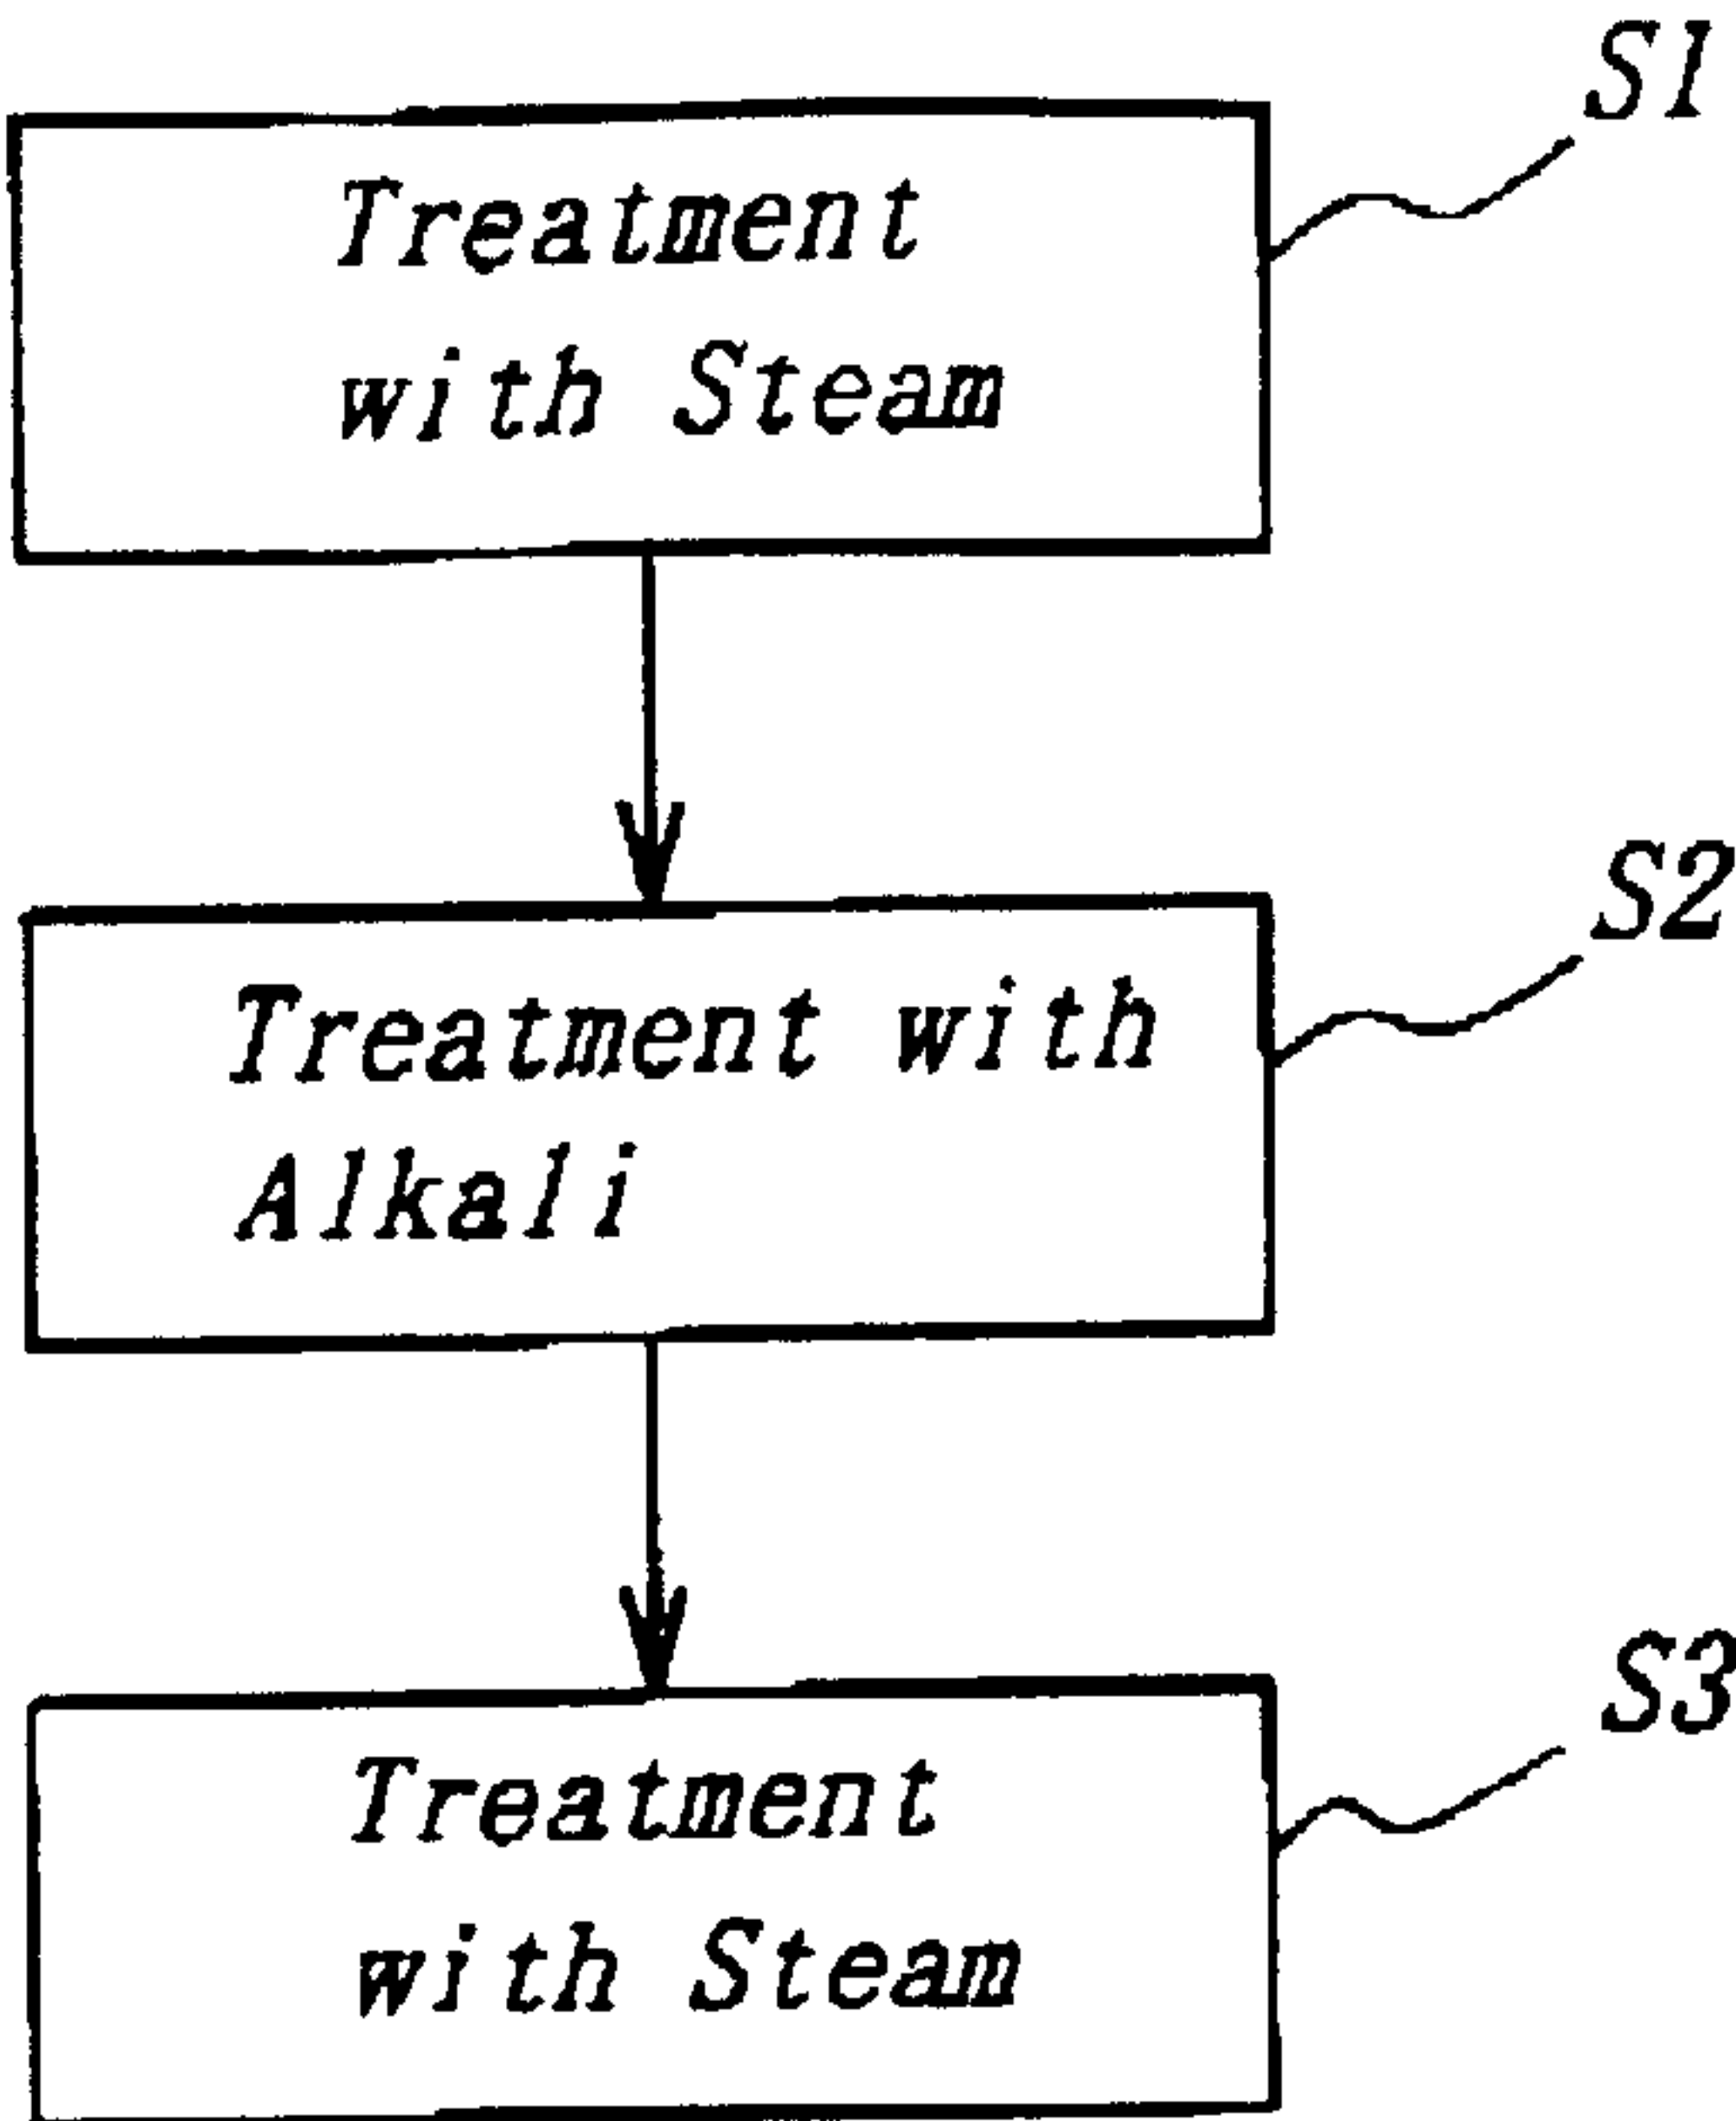 S1
Treatment
with Steam
S2
Treatment with
Alkali
S3
Treatment
with Steam